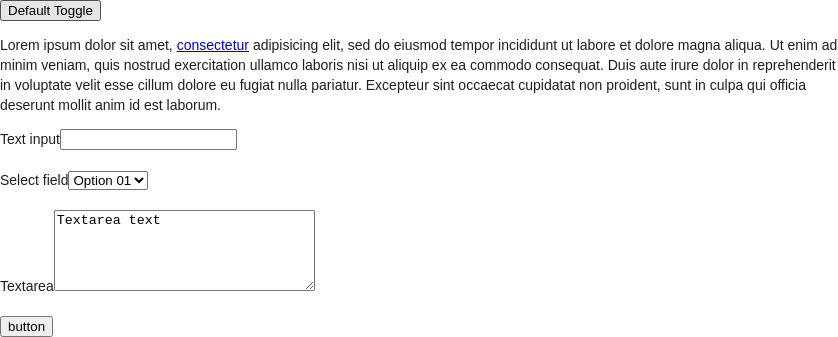 Default Toggle
Lorem ipsum dolor sit amet, consectetur adipisicing elit, sed do eiusmod tempor incididunt ut labore et dolore magna aliqua. Ut enim ad
minim veniam, quis nostrud exercitation ullamco laboris nisi ut aliquip ex ea commodo consequat. Duis aute irure dolor in reprehenderit
in voluptate velit esse cillum dolore eu fugiat nulla pariatur. Excepteur sint occaecat cupidatat non proident, sunt in culpa qui officia
deserunt mollit anim id est laborum.
Text input
Select field Option 01
Textarea text
Textarea
button